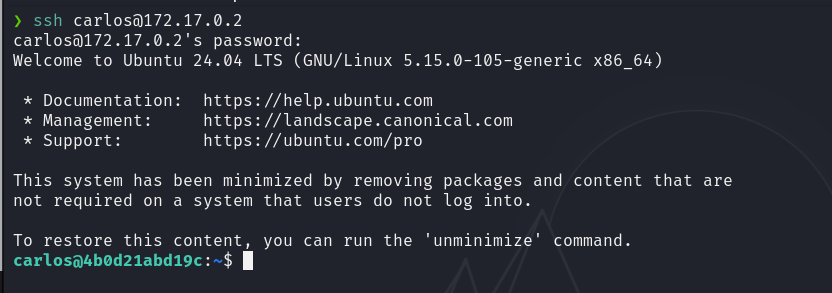 ❯ ssh carlos@172.17.0.2
carlos@172.17.0.2's password:
Welcome to Ubuntu 24.04 LTS (GNU/Linux 5.15.0-105-generic x86_64)
* Documentation:  https://help.ubuntu.com
* Management:     https://landscape.canonical.com
* Support:        https://ubuntu.com/pro
This system has been minimized by removing packages and content that are
not required on a system that users do not log into.
To restore this content, you can run the 'unminimize' command.
carlos@4b0d21abd19c:~$